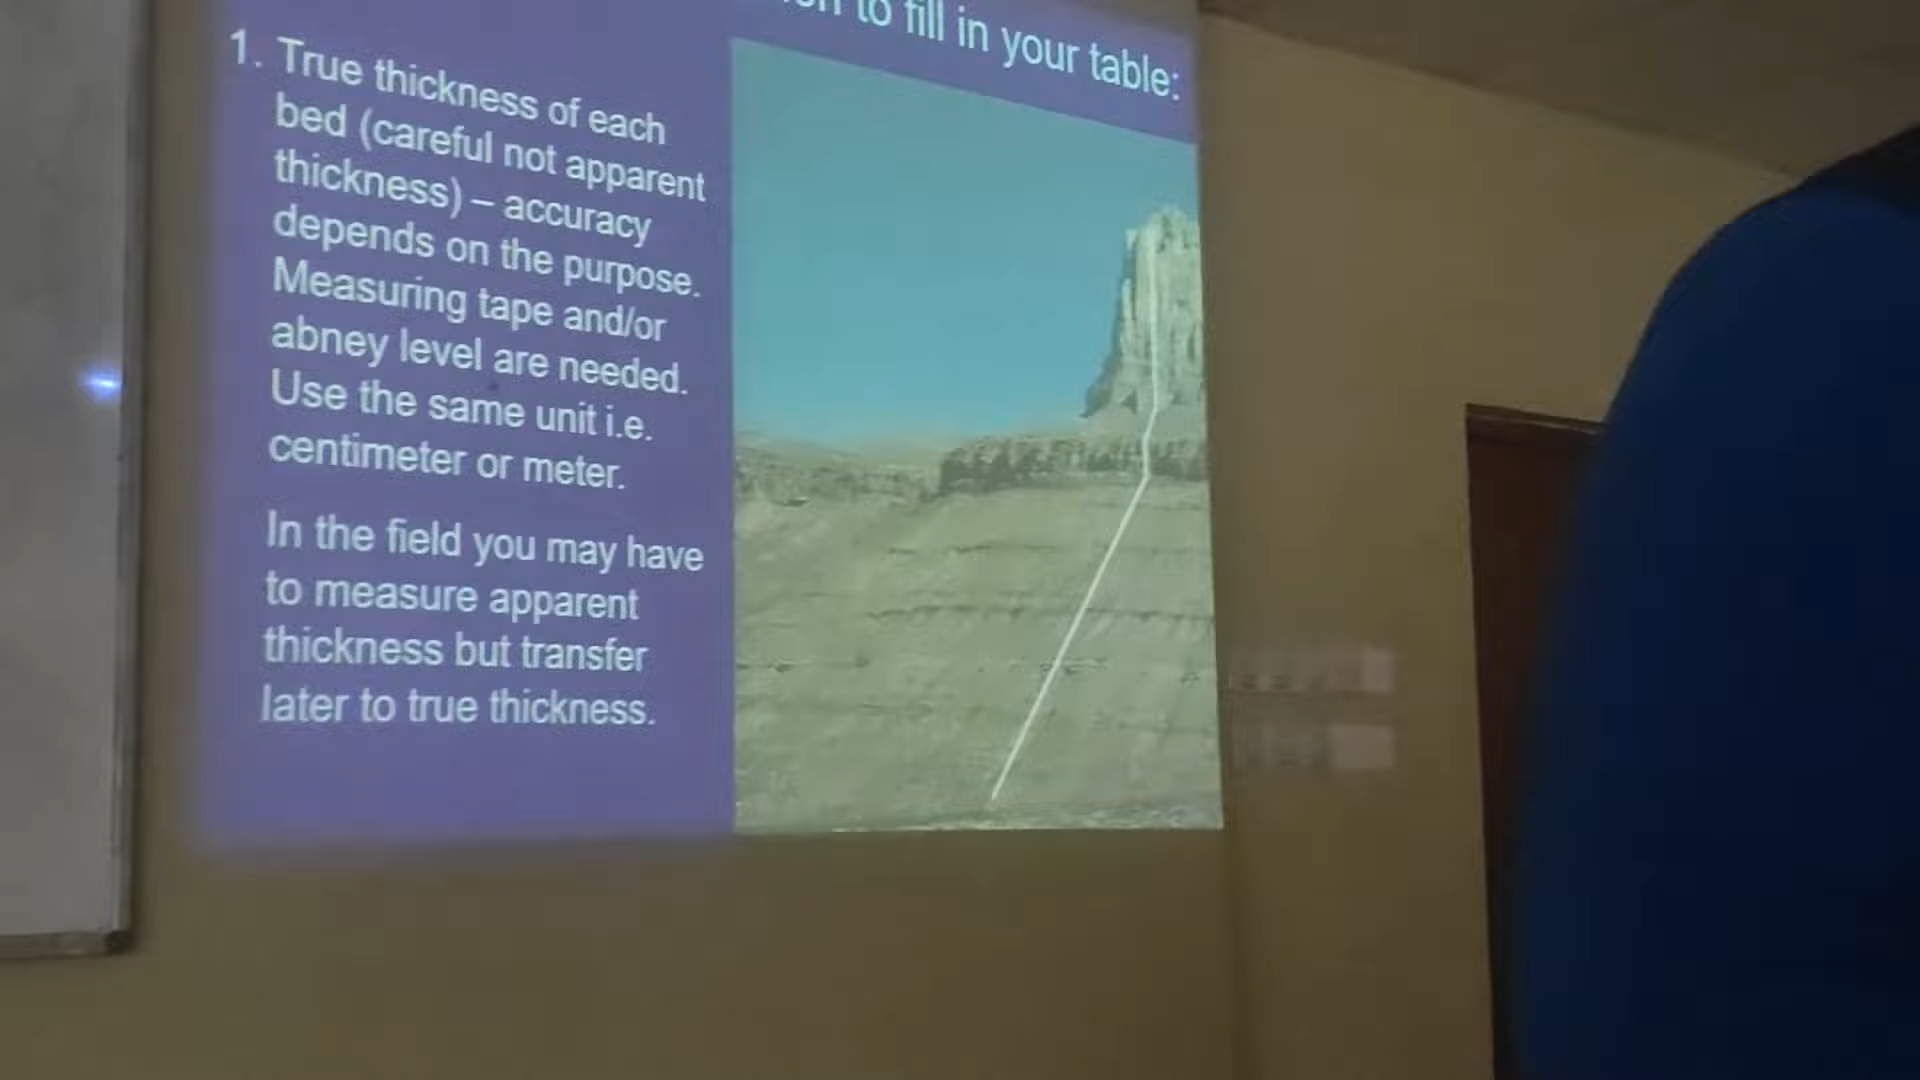 to fill in your table:
1. True thickness of each
bed (careful not apparent
thickness) – accuracy
depends on the purpose.
Measuring tape and/or
abney level are needed.
Use the same unit i.e.
centimeter or meter.
In the field you may have
to measure apparent
thickness but transfer
later to true thickness.